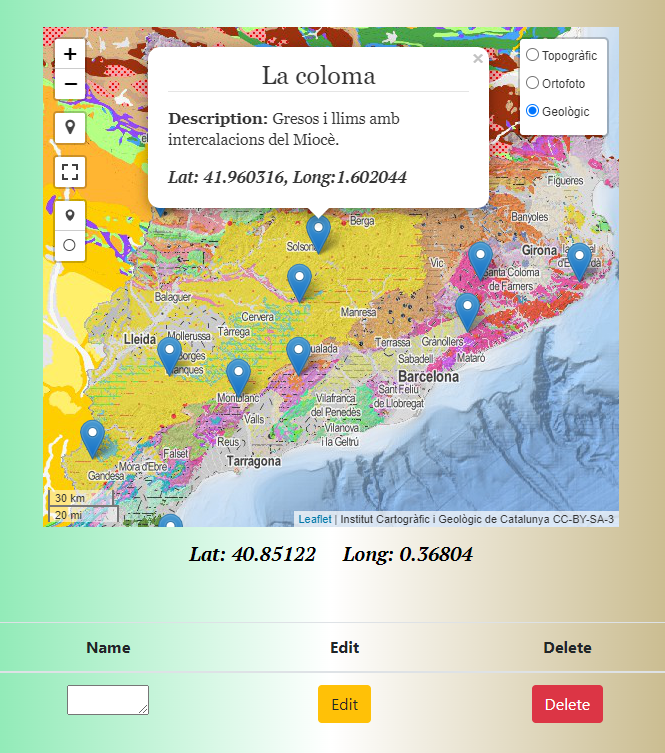 +
−
La coloma
×
Description: Gresos i llims amb
intercalacions del Miocè.
Lat: 41.960316, Long:1.602044
Topogràfic
Ortofoto
Geològic
Figueres
Berga
Banyoles
Solsona
Girona
Vic
Santa Coloma
de Farners
Balaguer
Manresa
Cervera
Lleida
Mollerussa
Tàrrega
Terrassa
Granollers
ualada
Borges
anques
Sabadell
Mataró
Barcelona
Montblanc
Sant Feliu
de Llobregat
Vilafranca
del Penedès
Valls
Vilanova
i la Geltrú
Reus
Falset
Móra d'Ebre
Tarragona
Gandesa
30 km
20 mi
Leaflet | Institut Cartogràfic i Geològic de Catalunya CC-BY-SA-3
Lat: 40.85122 Long: 0.36804
Name Edit Delete
Edit Delete